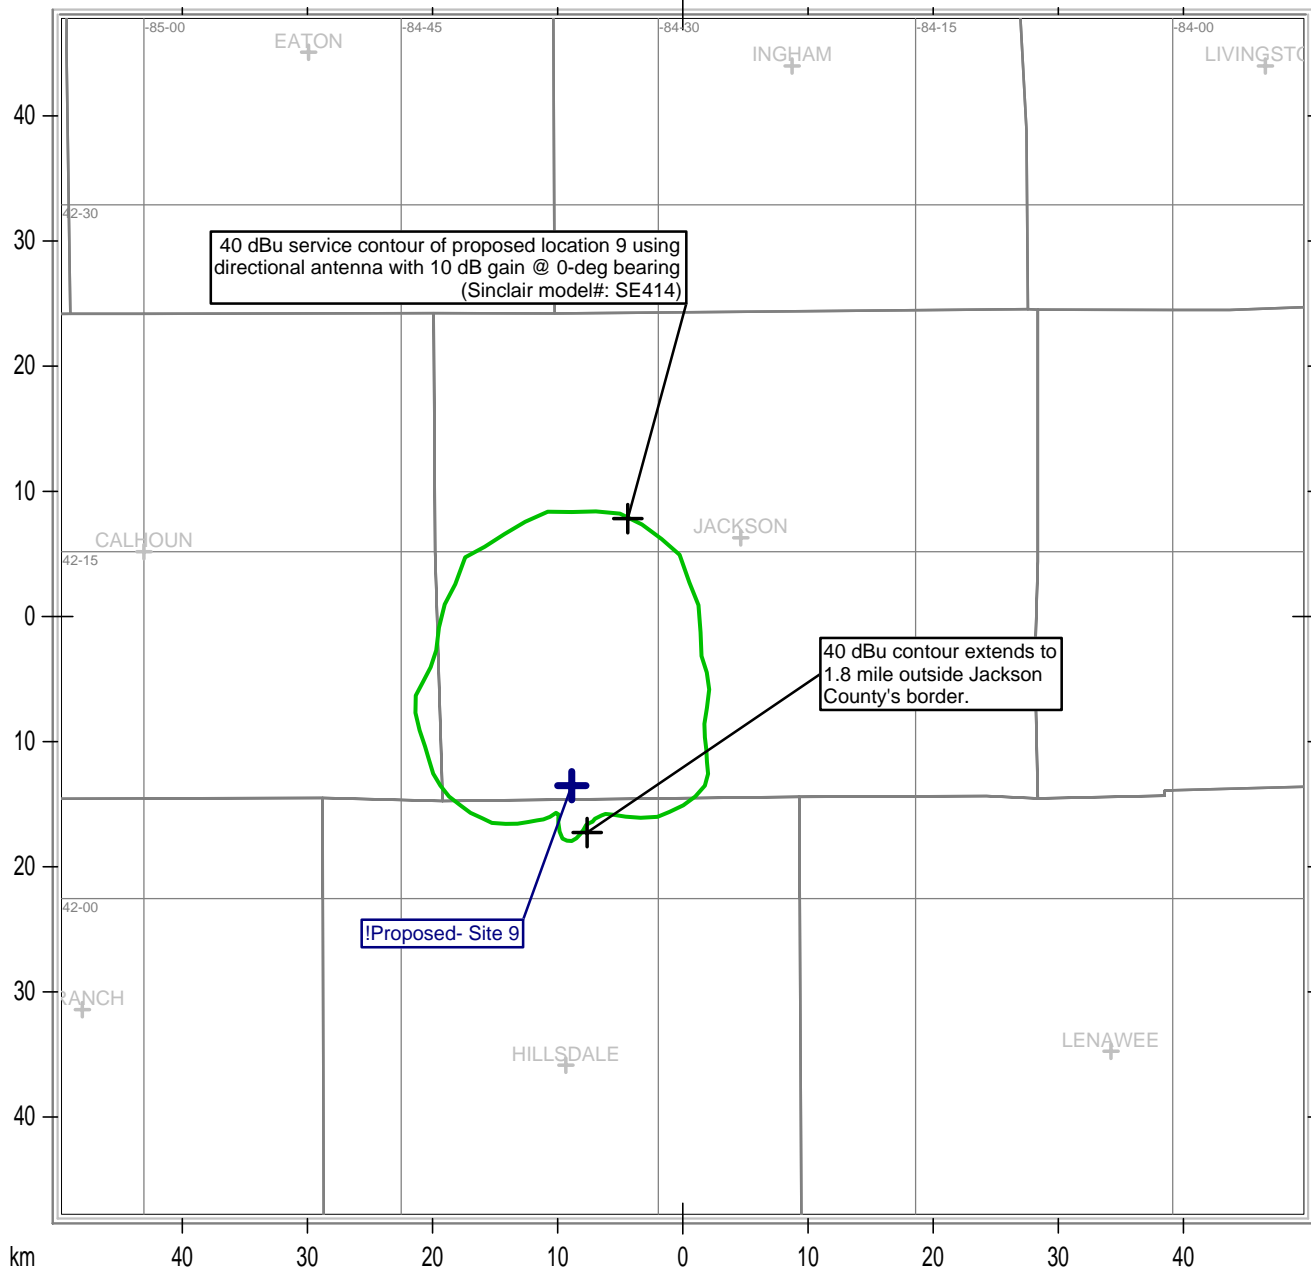 -85-00
-84-45
-84-30
-84-15
-84-00
EATON
INGHAM
LIVINGSTO
40
42-30
30
40 dBu service contour of proposed location 9 using
directional antenna with 10 dB gain @ 0-deg bearing
(Sinclair model#: SE414)
20
10
JACKSON
CALHOUN
42-15
0
40 dBu contour extends to
1.8 mile outside Jackson
County's border.
10
20
42-00
!Proposed- Site 9
30
RANCH
HILLSDALE
LENAWEE
40
km
40
30
20
10
0
10
20
30
40